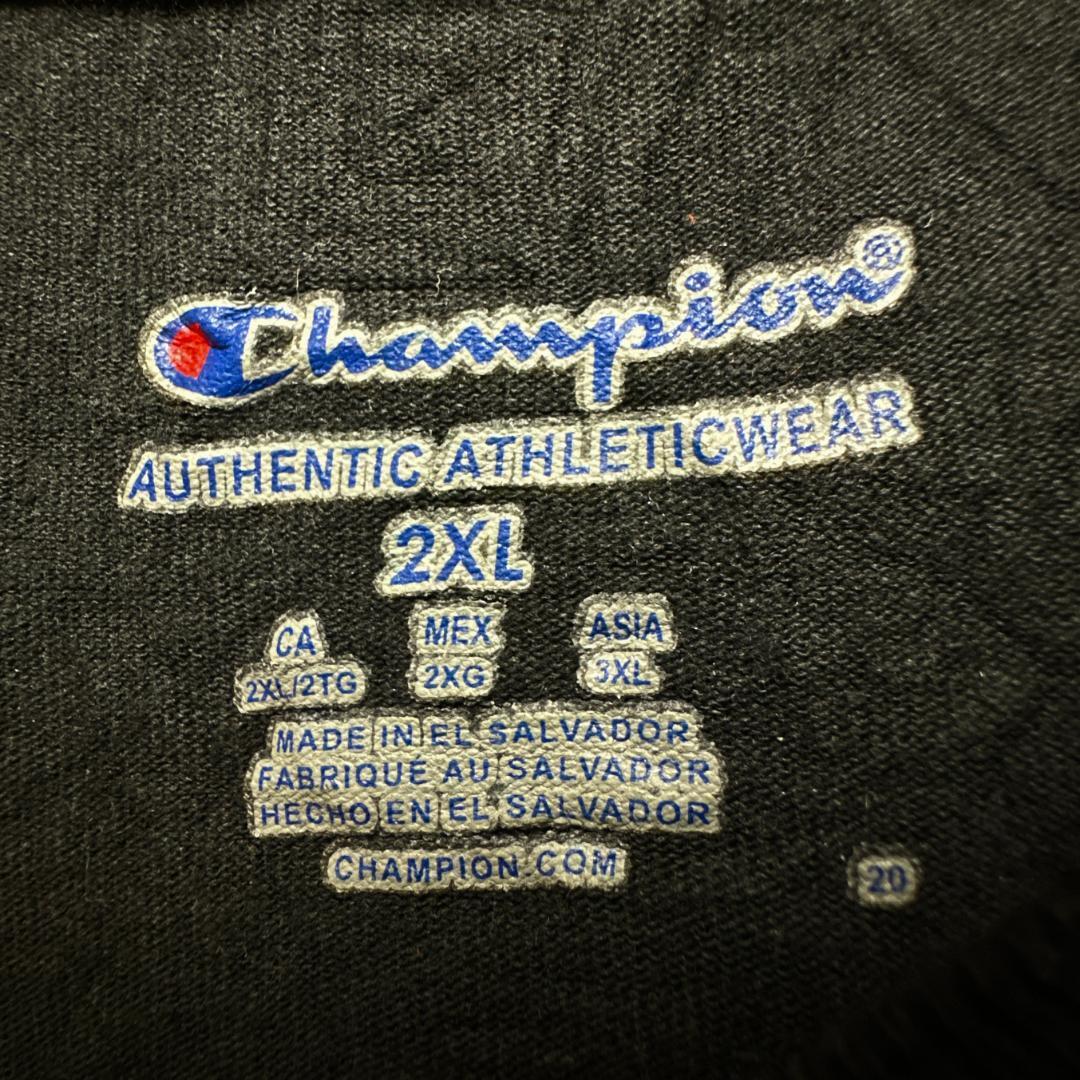 Champion®
AUTHENTIC ATHLETICWEAR
2XL
CA MEX ASIA
2XL/2TG 2XG 3XL
MADE IN EL SALVADOR
FABRIQUÉ AU SALVADOR
HECHO EN EL SALVADOR
CHAMPION.COM
20